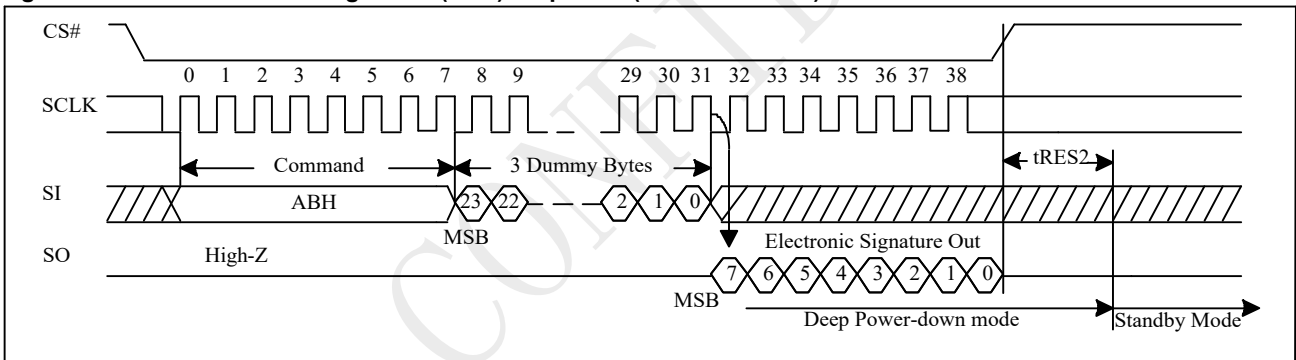 CS#
0 1 2 3 4 5 6 7 8 9 29 30 31 32 33 34 35 36 37 38
SCLK
Command 3 Dummy Bytes tRES2
SI ABH 23 22 2 1 0
MSB
SO High-Z Electronic Signature Out
7 6 5 4 3 2 1 0
MSB
Deep Power-down mode Standby Mode